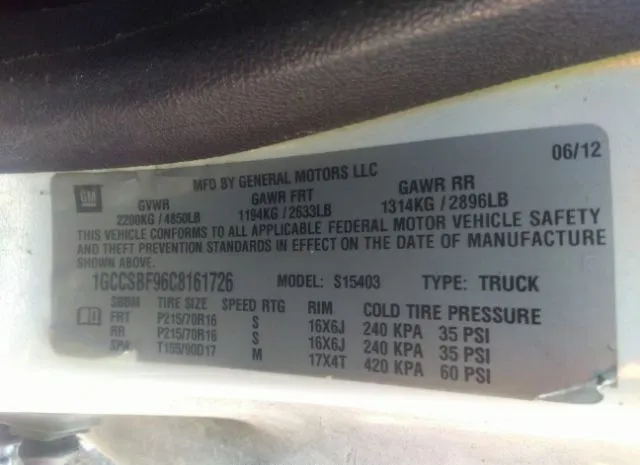 06/12
MFD BY GENERAL MOTORS LLC
GM
GVWR GAWR FRT GAWR RR
2200KG / 4850LB 1194KG / 2633LB 1314KG / 2896LB
THIS VEHICLE CONFORMS TO ALL APPLICABLE FEDERAL MOTOR VEHICLE SAFETY
AND THEFT PREVENTION STANDARDS IN EFFECT ON THE DATE OF MANUFACTURE
SHOWN ABOVE.
1GCCSBF96C8161726 MODEL: S15403 TYPE: TRUCK
SBBM TIRE SIZE SPEED RTG RIM COLD TIRE PRESSURE
FRT P215/70R16 S 16X6J 240 KPA 35 PSI
RR P215/70R16 S 16X6J 240 KPA 35 PSI
SPA T155/90D17 M 17X4T 420 KPA 60 PSI